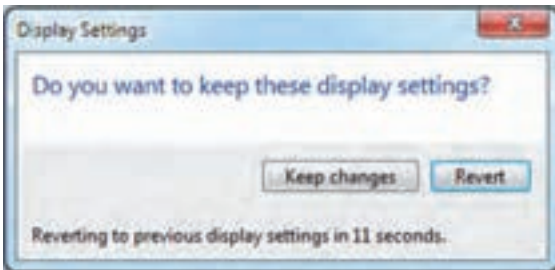 Display Settings
Do you want to keep these display settings?
Keep changes Revert
Reverting to previous display settings in 11 seconds.